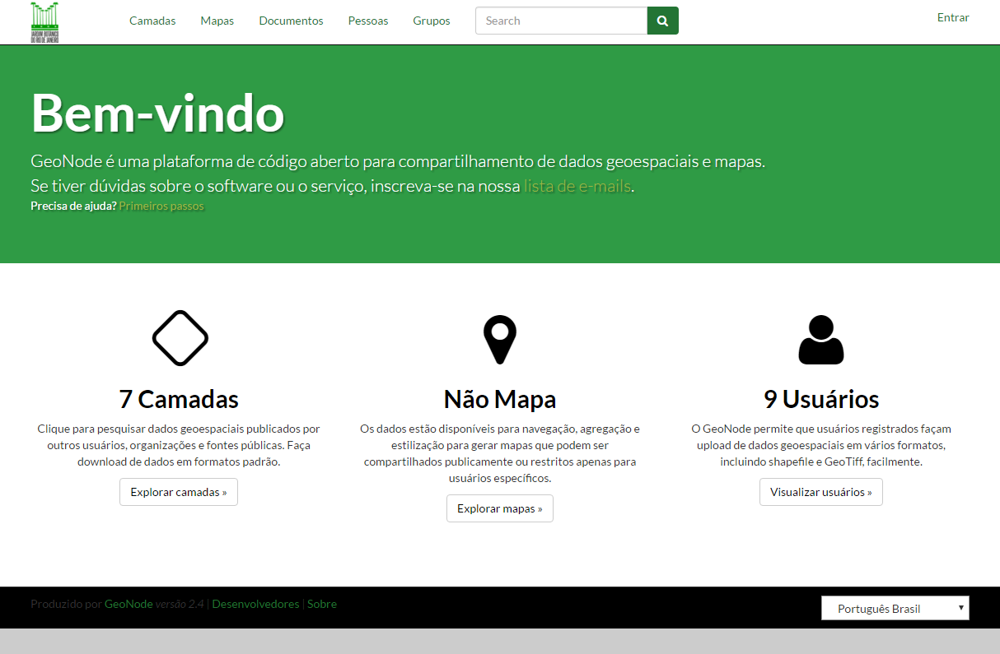 JARDIM BOTÂNICO
DO RIO DE JANEIRO
Camadas
Mapas
Documentos
Pessoas
Grupos
Search
Entrar
Bem-vindo
GeoNode é uma plataforma de código aberto para compartilhamento de dados geoespaciais e mapas.
Se tiver dúvidas sobre o software ou o serviço, inscreva-se na nossa lista de e-mails.
Precisa de ajuda? Primeiros passos
7 Camadas
Clique para pesquisar dados geoespaciais publicados por
outros usuários, organizações e fontes públicas. Faça
download de dados em formatos padrão.
Explorar camadas »
Não Mapa
Os dados estão disponíveis para navegação, agregação e
estilização para gerar mapas que podem ser
compartilhados publicamente ou restritos apenas para
usuários específicos.
Explorar mapas »
9 Usuários
O GeoNode permite que usuários registrados façam
upload de dados geoespaciais em vários formatos,
incluindo shapefile e GeoTiff, facilmente.
Visualizar usuários »
Produzido por GeoNode versão 2.4 | Desenvolvedores | Sobre
Português Brasil